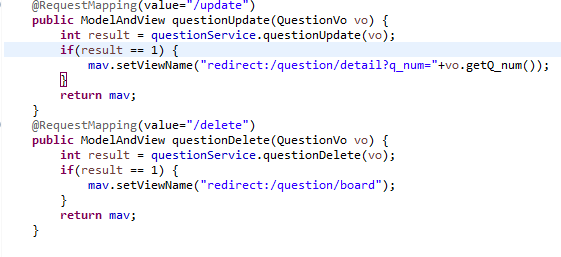 @RequestMapping(value="/update")
public ModelAndView questionUpdate(QuestionVo vo) {
int result = questionService.questionUpdate(vo);
if(result == 1) {
mav.setViewName("redirect:/question/detail?q_num="+vo.getQ_num());
}
return mav;
}
@RequestMapping(value="/delete")
public ModelAndView questionDelete(QuestionVo vo) {
int result = questionService.questionDelete(vo);
if(result == 1) {
mav.setViewName("redirect:/question/board");
}
return mav;
}